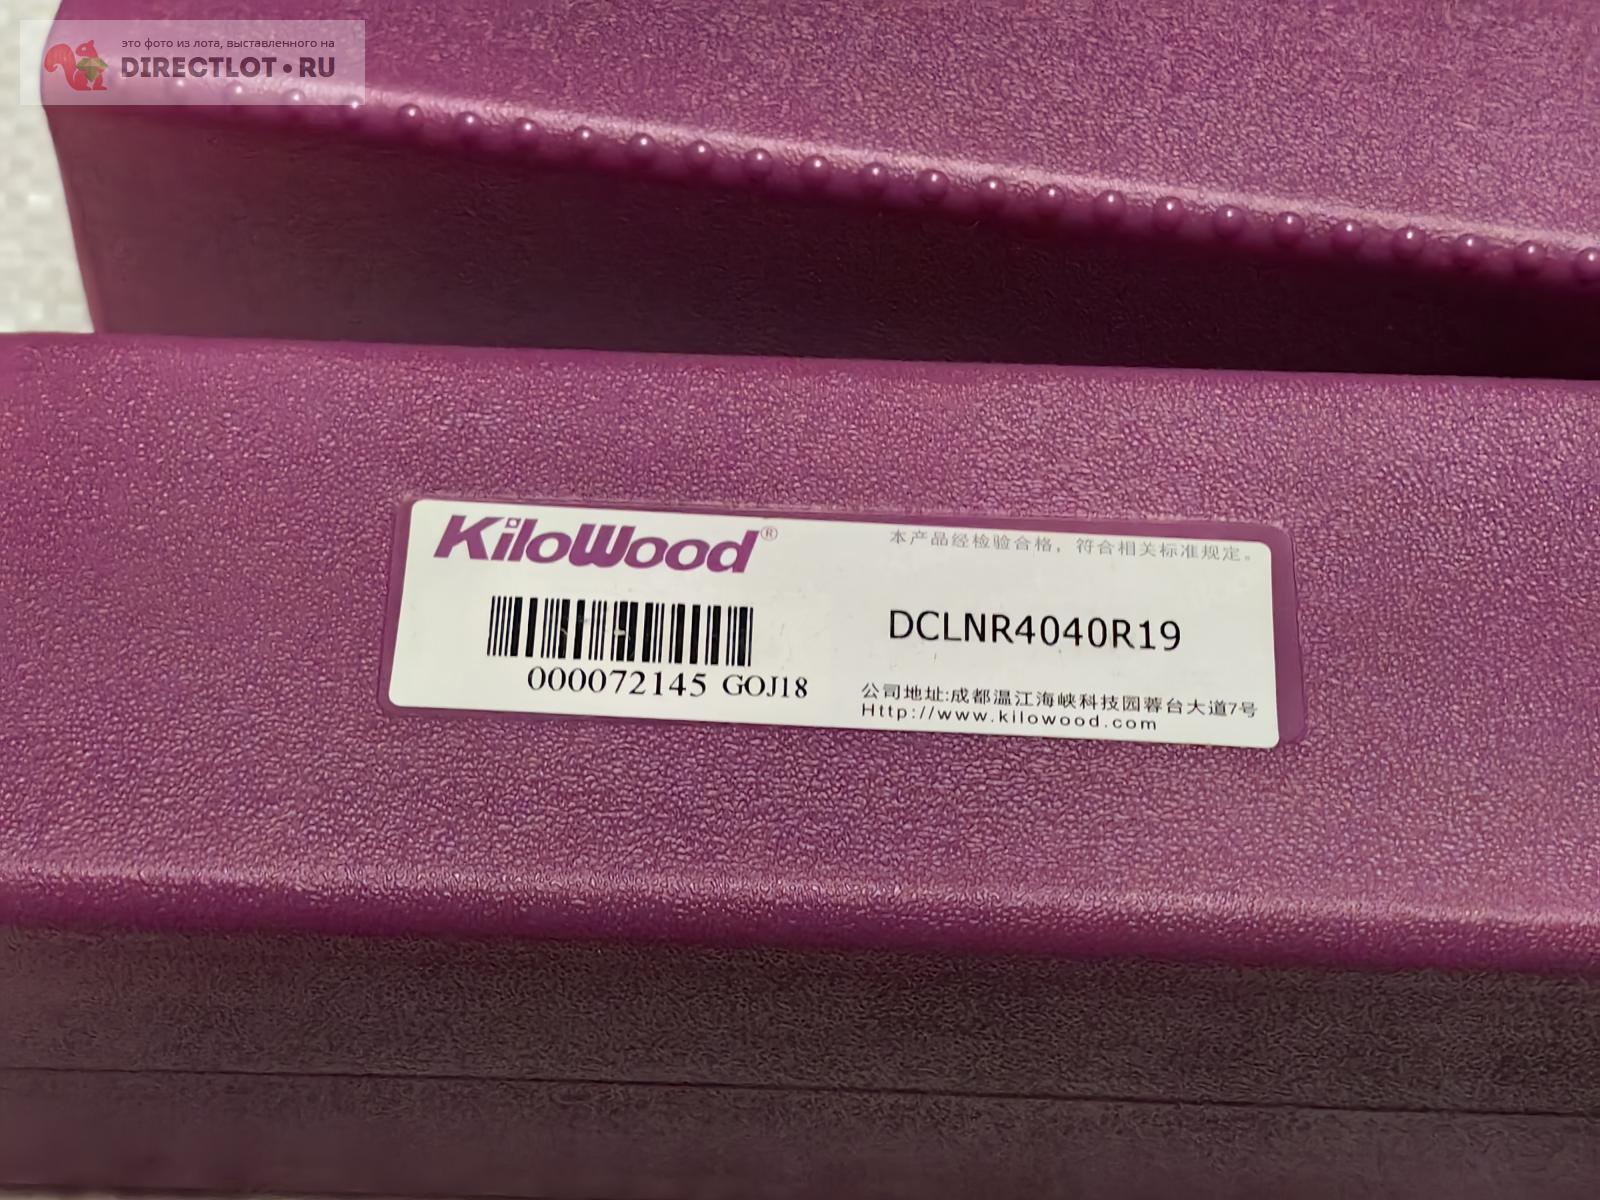 это фото из лота, выставленного на
DIRECTLOT•RU
KiloWood®
本产品经检验合格，符合相关标准规定。
DCLNR4040R19
000072145 GOJ18
公司地址:成都温江海峡科技园蓉台大道7号
Http://www.kilowood.com